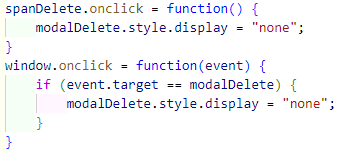 spanDelete.onclick = function() {
    modalDelete.style.display = "none";
}
window.onclick = function(event) {
    if (event.target == modalDelete) {
        modalDelete.style.display = "none";
    }
}